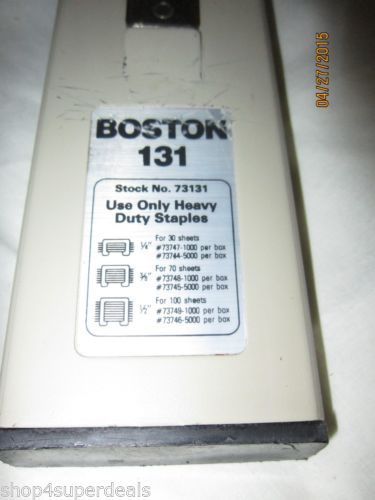 04/27/2015
BOSTON
131
Stock No. 73131
Use Only Heavy
Duty Staples
For 30 sheets
1/4" #73747-1000 per box
#73744-5000 per box
For 70 sheets
3/8" #73748-1000 per box
#73745-5000 per box
For 100 sheets
1/2" #73749-1000 per box
#73746-5000 per box
shop4superdeals